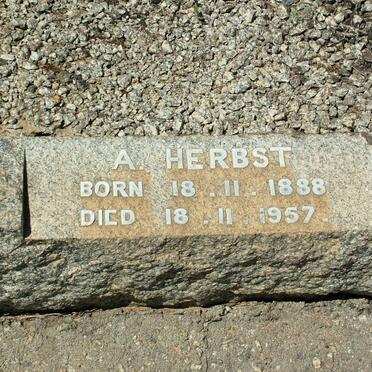 A. HERBST
BORN 18.11.1888
DIED 18.11.1957.